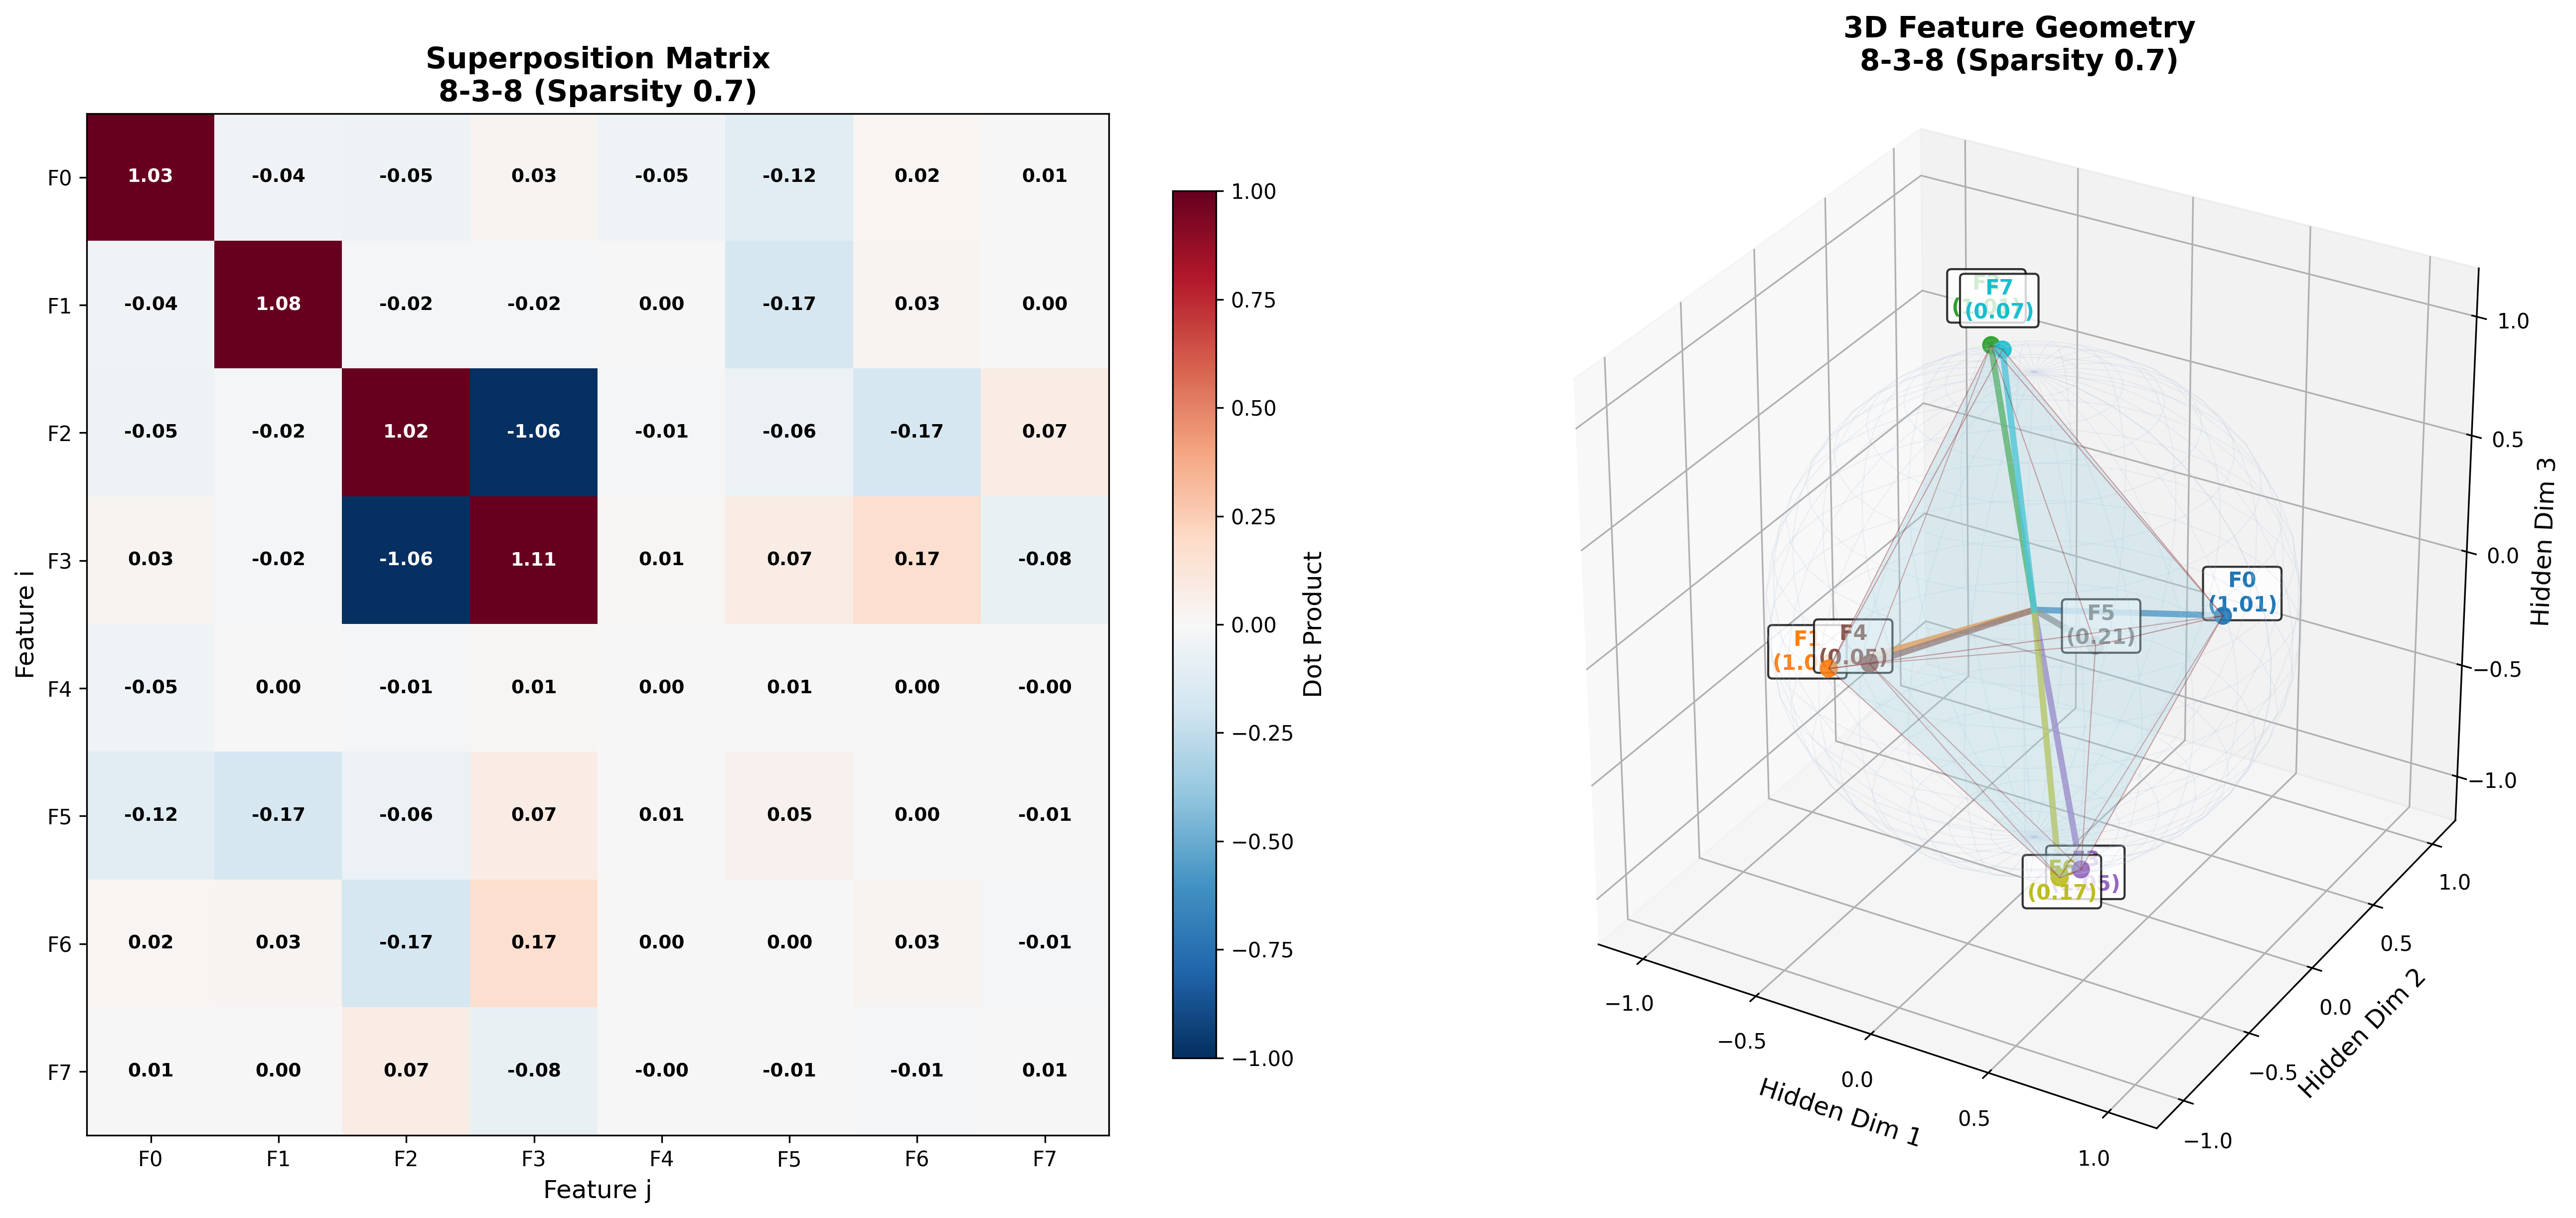 Superposition Matrix
8-3-8 (Sparsity 0.7)
F0 1.03 -0.04 -0.05 0.03 -0.05 -0.12 0.02 0.01
F1 -0.04 1.08 -0.02 -0.02 0.00 -0.17 0.03 0.00
F2 -0.05 -0.02 1.02 -1.06 -0.01 -0.06 -0.17 0.07
F3 0.03 -0.02 -1.06 1.11 0.01 0.07 0.17 -0.08
F4 -0.05 0.00 -0.01 0.01 0.00 0.01 0.00 -0.00
F5 -0.12 -0.17 -0.06 0.07 0.01 0.05 0.00 -0.01
F6 0.02 0.03 -0.17 0.17 0.00 0.00 0.03 -0.01
F7 0.01 0.00 0.07 -0.08 -0.00 -0.01 -0.01 0.01
F0 F1 F2 F3 F4 F5 F6 F7
Feature j
Feature i
1.00
0.75
0.50
0.25
0.00
−0.25
−0.50
−0.75
−1.00
Dot Product
3D Feature Geometry
8-3-8 (Sparsity 0.7)
F7
(0.07)
F0
(1.01)
F5
(0.21)
F4
(0.05)
F6
(0.17)
1.0
0.5
0.0
−0.5
−1.0
Hidden Dim 3
−1.0
−0.5
0.0
0.5
1.0
Hidden Dim 1
1.0
0.5
0.0
−0.5
−1.0
Hidden Dim 2